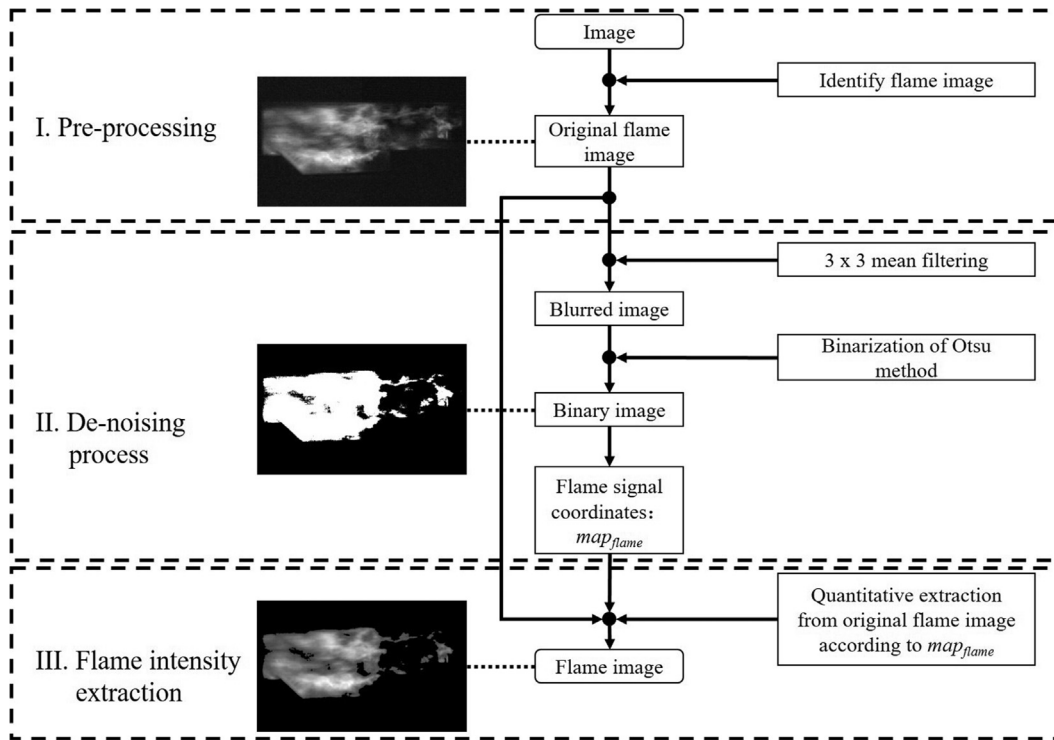 Image
Identify flame image
I. Pre-processing
Original flame
image
3 x 3 mean filtering
Blurred image
Binarization of Otsu
method
II. De-noising
process
Binary image
Flame signal
coordinates：
map_flame
Quantitative extraction
from original flame image
according to map_flame
III. Flame intensity
extraction
Flame image